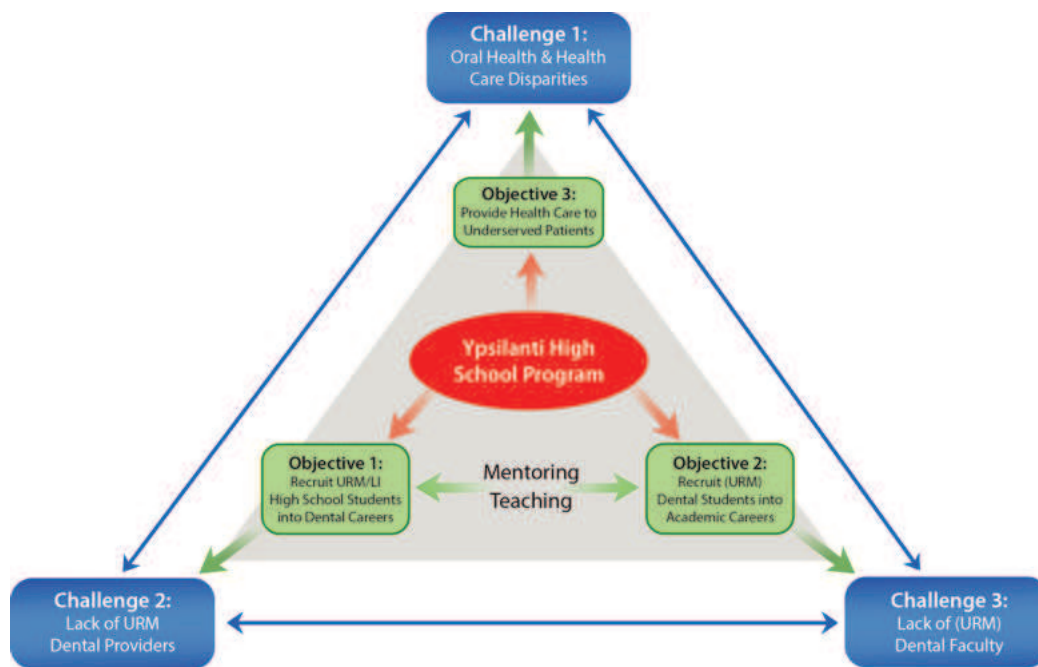 Challenge 1:
Oral Health & Health
Care Disparities
Objective 3:
Provide Health Care to
Underserved Patients
Ypsilanti High
School Program
Objective 1:
Recruit URM/LI
High School Students
into Dental Careers
Mentoring
Teaching
Objective 2:
Recruit (URM)
Dental Students into
Academic Careers
Challenge 2:
Lack of URM
Dental Providers
Challenge 3:
Lack of (URM)
Dental Faculty